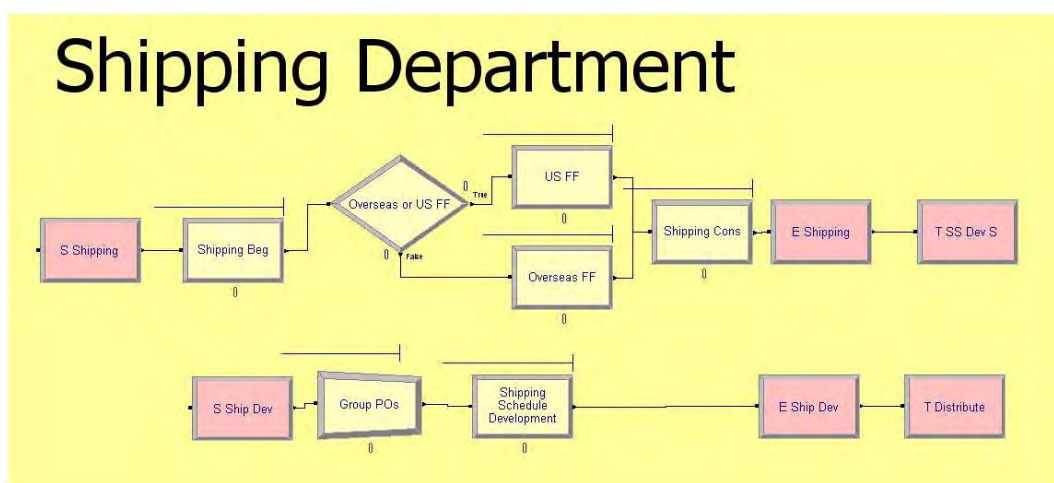 Shipping Department
S Shipping
Shipping Beg
0
Overseas or US FF
0
True
0
False
US FF
0
Overseas FF
0
Shipping Cons
0
E Shipping
T SS Dev S
S Ship Dev
Group POs
0
Shipping
Schedule
Development
0
E Ship Dev
T Distribute